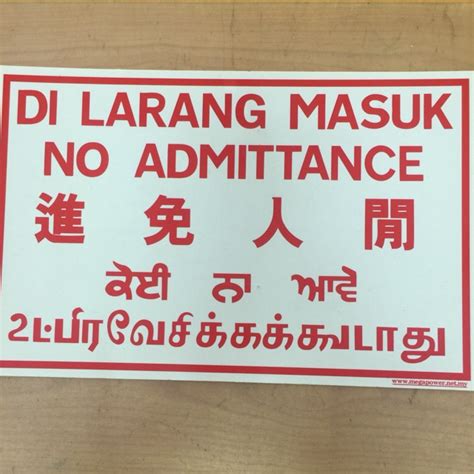 DI LARANG MASUK
NO ADMITTANCE
閒人免進
ਕੋਈ ਨਾ ਆਵੇ
உட்பிரவேசிக்கக்கூடாது
www.megapower.net.my